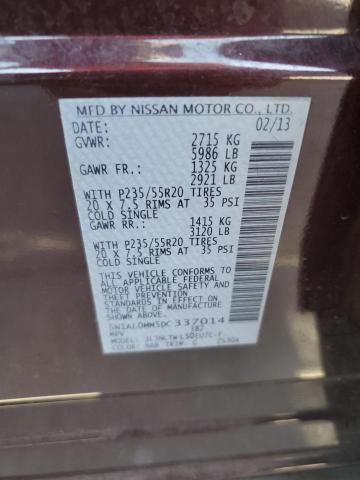 MFD BY NISSAN MOTOR CO., LTD.
DATE: 02/13
GVWR: 2715 KG
5986 LB
GAWR FR.: 1325 KG
2921 LB
WITH P235/55R20 TIRES
20 x 7.5 RIMS AT 35 PSI
COLD SINGLE
GAWR RR.: 1415 KG
3120 LB
WITH P235/55R20 TIRES
20 x 7.5 RIMS AT 35 PSI
COLD SINGLE
THIS VEHICLE CONFORMS TO
ALL APPLICABLE FEDERAL
MOTOR VEHICLE SAFETY AND
THEFT PREVENTION STANDARDS
IN EFFECT ON THE DATE OF
MANUFACTURE SHOWN ABOVE.
337014
MPV
MODEL:
COLOR: NAB TRIM: G